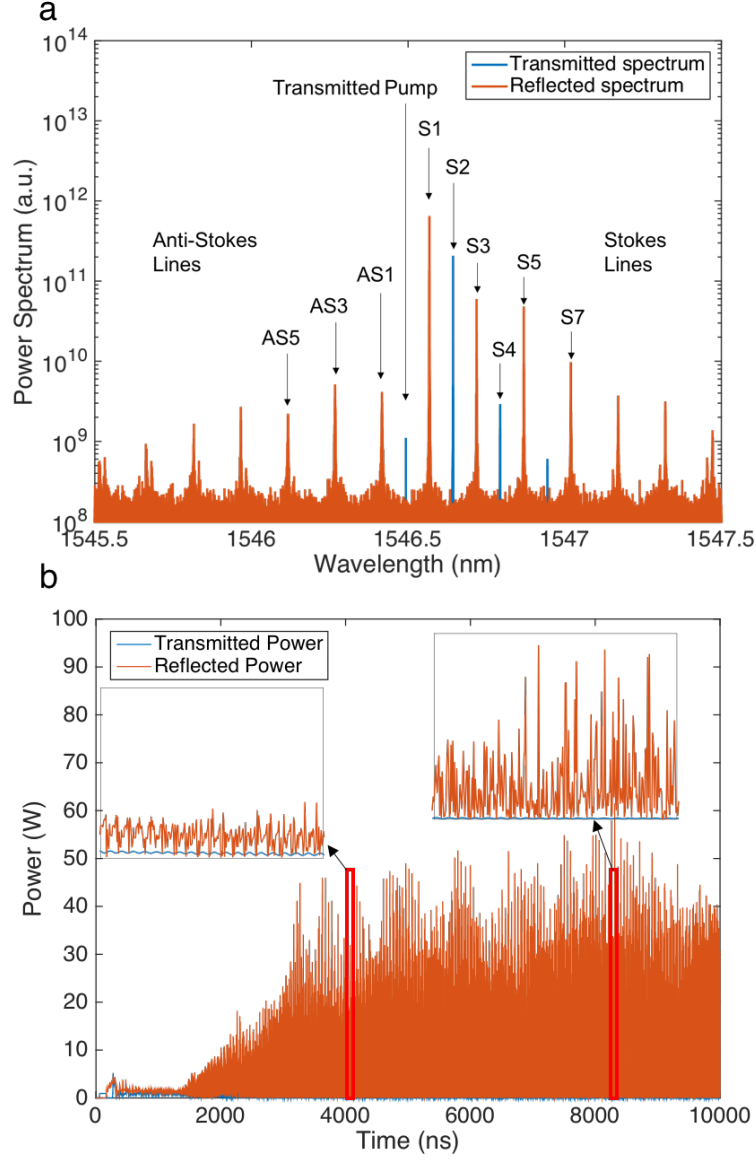 a
10^14
10^13
10^12
10^11
10^10
10^9
10^8
Power Spectrum (a.u.)
Transmitted spectrum
Reflected spectrum
Transmitted Pump
S1
S2
S3
S4
S5
S7
AS1
AS3
AS5
Anti-Stokes
Lines
Stokes
Lines
1545.5 1546 1546.5 1547 1547.5
Wavelength (nm)
b
100
90
80
70
60
50
40
30
20
10
0
Power (W)
Transmitted Power
Reflected Power
0 2000 4000 6000 8000 10000
Time (ns)